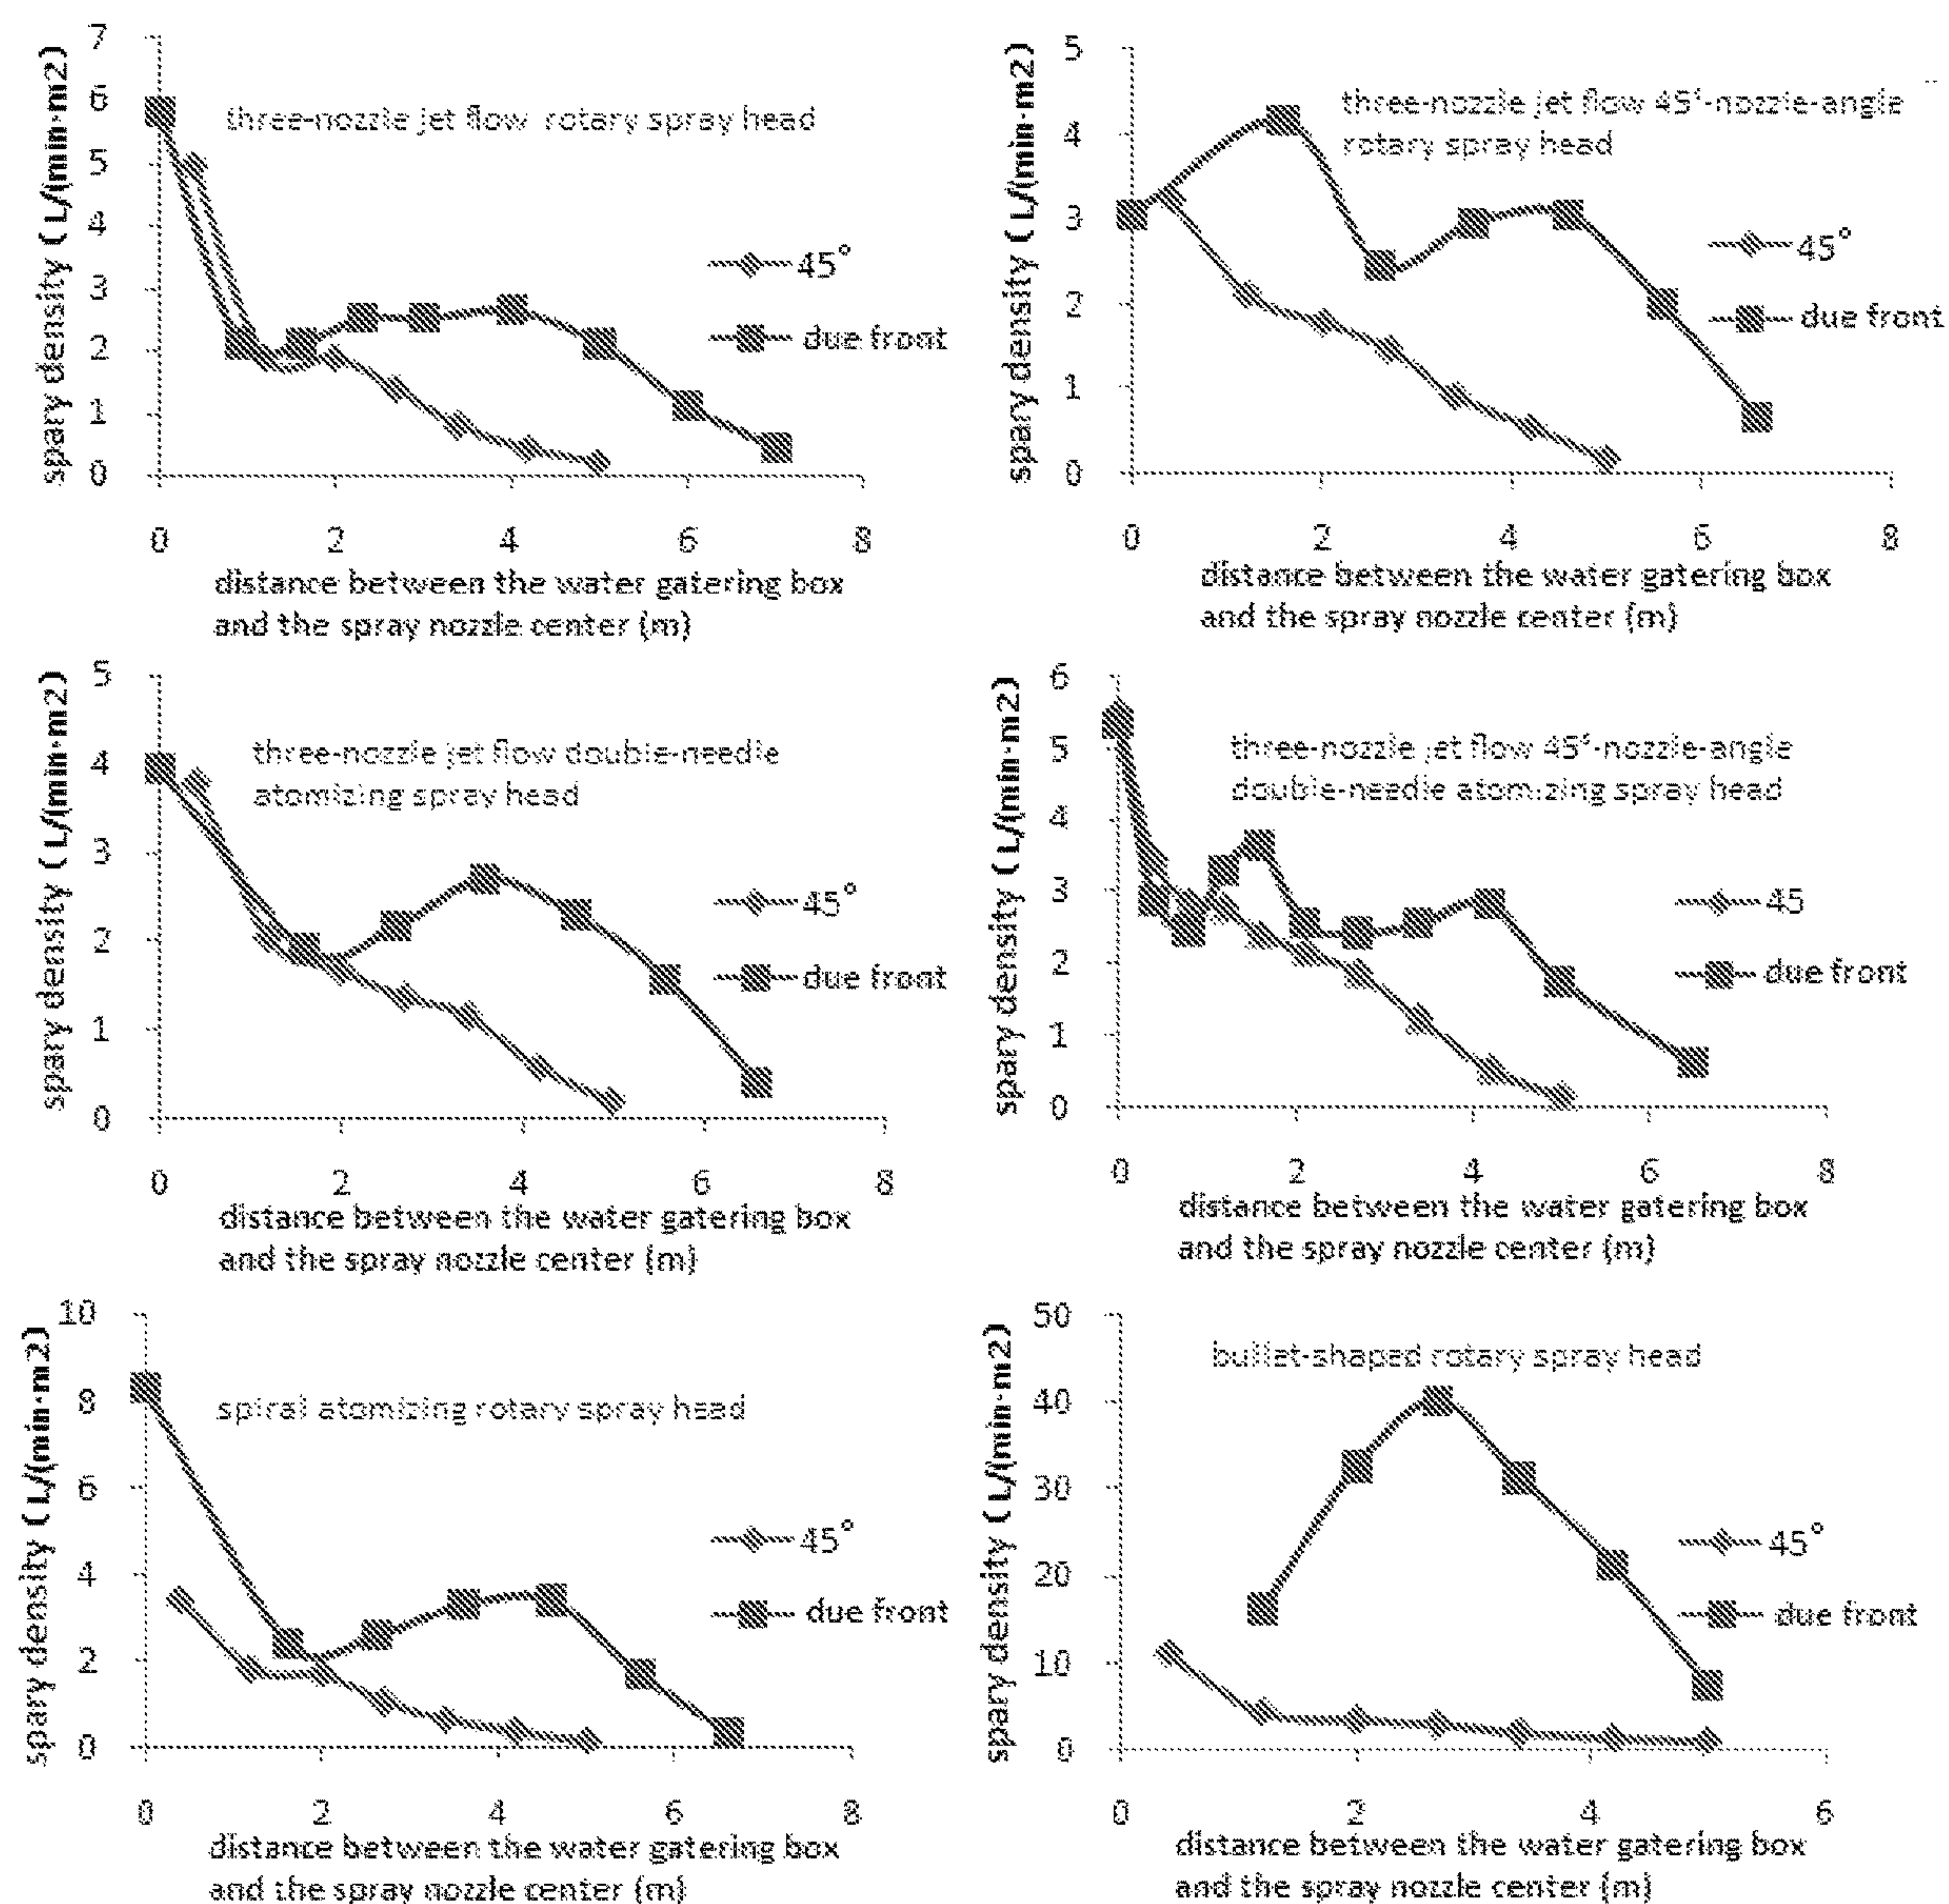 7
6
5
4
3
2
1
0
spary density ( L/(min·m2)
three-nozzle jet flow rotary spray head
45°
due front
0 2 4 6 8
distance between the water gatering box
and the spray nozzle center (m)
5
4
3
2
1
0
spary density ( L/(min·m2)
three-nozzle jet flow 45°-nozzle-angle
rotary spray head
45°
due front
0 2 4 6 8
distance between the water gatering box
and the spray nozzle center (m)
5
4
3
2
1
0
spary density ( L/(min·m2)
three-nozzle jet flow double-needle
atomizing spray head
45°
due front
0 2 4 6 8
distance between the water gatering box
and the spray nozzle center (m)
6
5
4
3
2
1
0
spary density ( L/(min·m2)
three-nozzle jet flow 45°-nozzle-angle
double-needle atomizing spray head
45
due front
0 2 4 6 8
distance between the water gatering box
and the spray nozzle center (m)
10
8
6
4
2
0
spary density ( L/(min·m2)
spiral atomizing rotary spray head
45°
due front
0 2 4 6 8
distance between the water gatering box
and the spray nozzle center (m)
50
40
30
20
10
0
spary density ( L/(min·m2)
bullet-shaped rotary spray head
45°
due front
0 2 4 6
distance between the water gatering box
and the spray nozzle center (m)